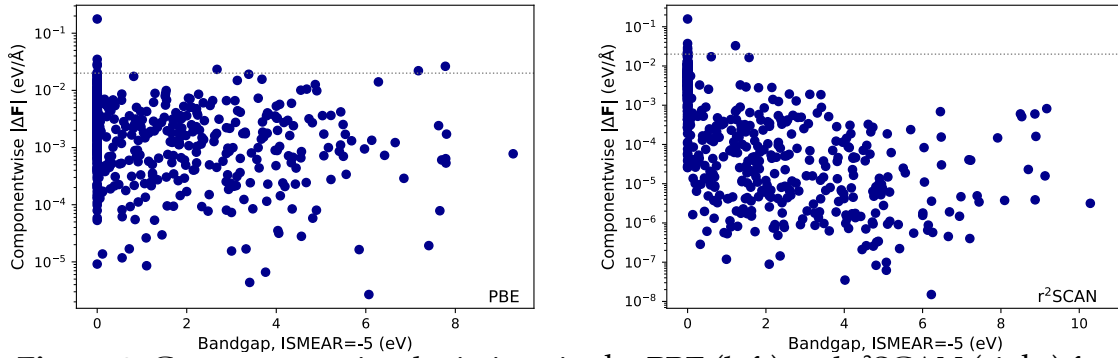 10⁻¹
10⁻²
10⁻³
10⁻⁴
10⁻⁵
Componentwise |ΔF| (eV/Å)
0 2 4 6 8
Bandgap, ISMEAR=-5 (eV)
PBE
10⁻¹
10⁻²
10⁻³
10⁻⁴
10⁻⁵
10⁻⁶
10⁻⁷
10⁻⁸
Componentwise |ΔF| (eV/Å)
0 2 4 6 8 10
Bandgap, ISMEAR=-5 (eV)
r²SCAN